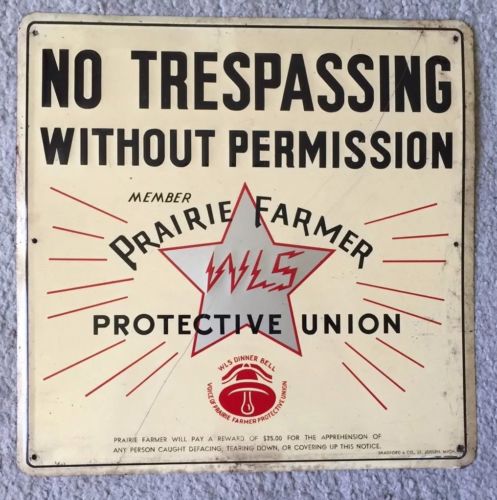 NO TRESPASSING
WITHOUT PERMISSION
MEMBER
PRAIRIE FARMER
WLS
PROTECTIVE UNION
WLS DINNER BELL
VOICE OF PRAIRIE FARMER PROTECTIVE UNION
PRAIRIE FARMER WILL PAY A REWARD OF $25.00 FOR THE APPREHENSION OF
ANY PERSON CAUGHT DEFACING, TEARING DOWN, OR COVERING UP THIS NOTICE.
BRADFORD & CO., ST. JOSEPH, MICH.